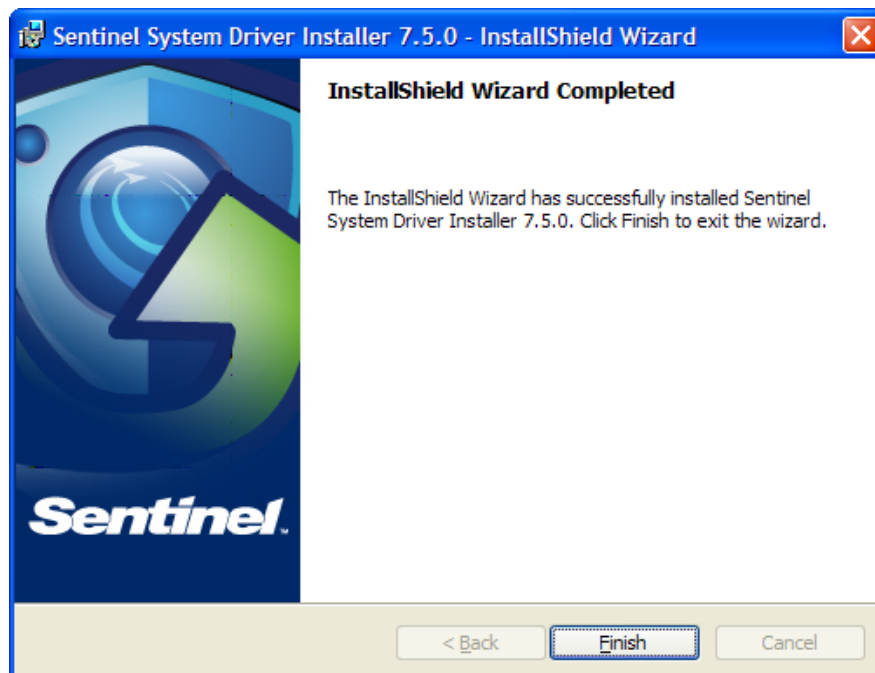 Sentinel System Driver Installer 7.5.0 - InstallShield Wizard
InstallShield Wizard Completed
The InstallShield Wizard has successfully installed Sentinel
System Driver Installer 7.5.0. Click Finish to exit the wizard.
Sentinel™
< Back
Finish
Cancel